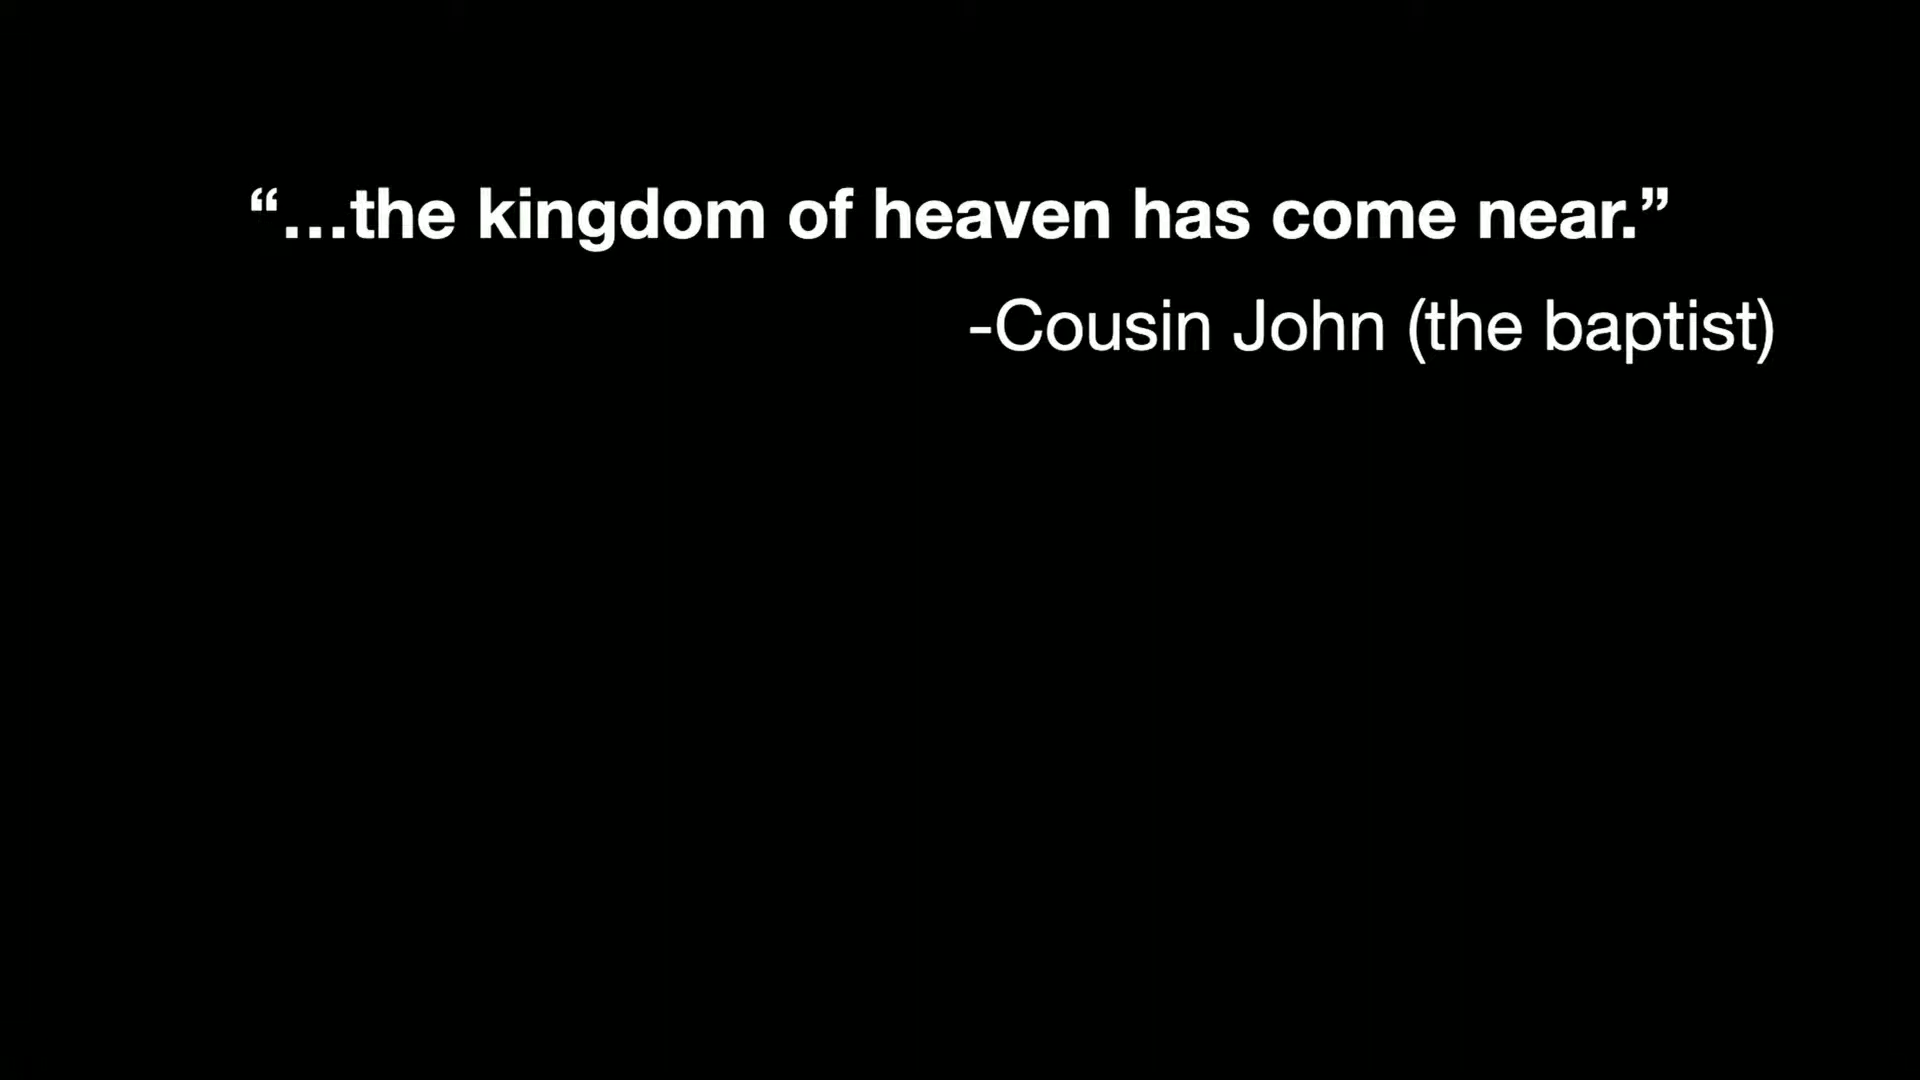 “…the kingdom of heaven has come near.”
-Cousin John (the baptist)